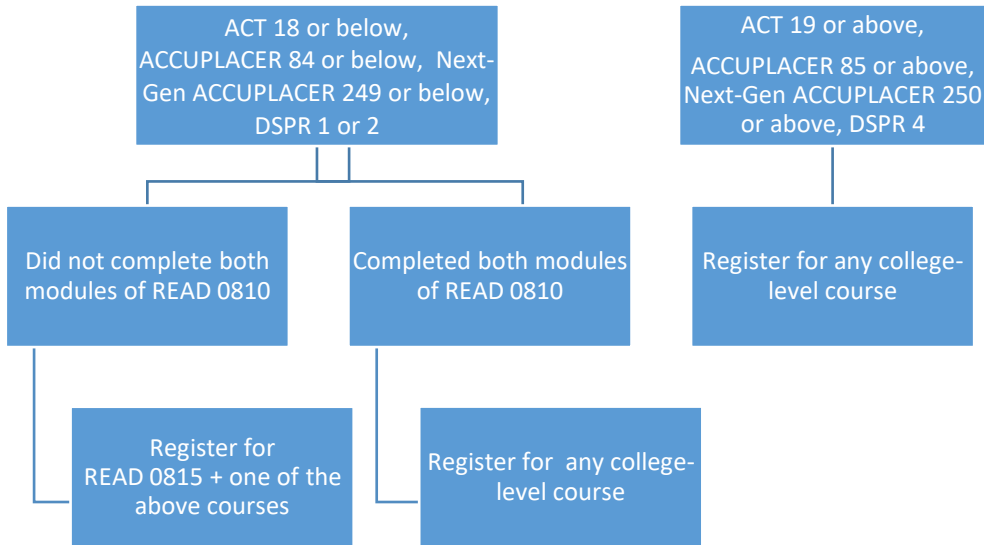 ACT 18 or below,
ACCUPLACER 84 or below, Next-
Gen ACCUPLACER 249 or below,
DSPR 1 or 2
ACT 19 or above,
ACCUPLACER 85 or above,
Next-Gen ACCUPLACER 250
or above, DSPR 4
Did not complete both
modules of READ 0810
Completed both modules
of READ 0810
Register for any college-
level course
Register for
READ 0815 + one of the
above courses
Register for any college-
level course